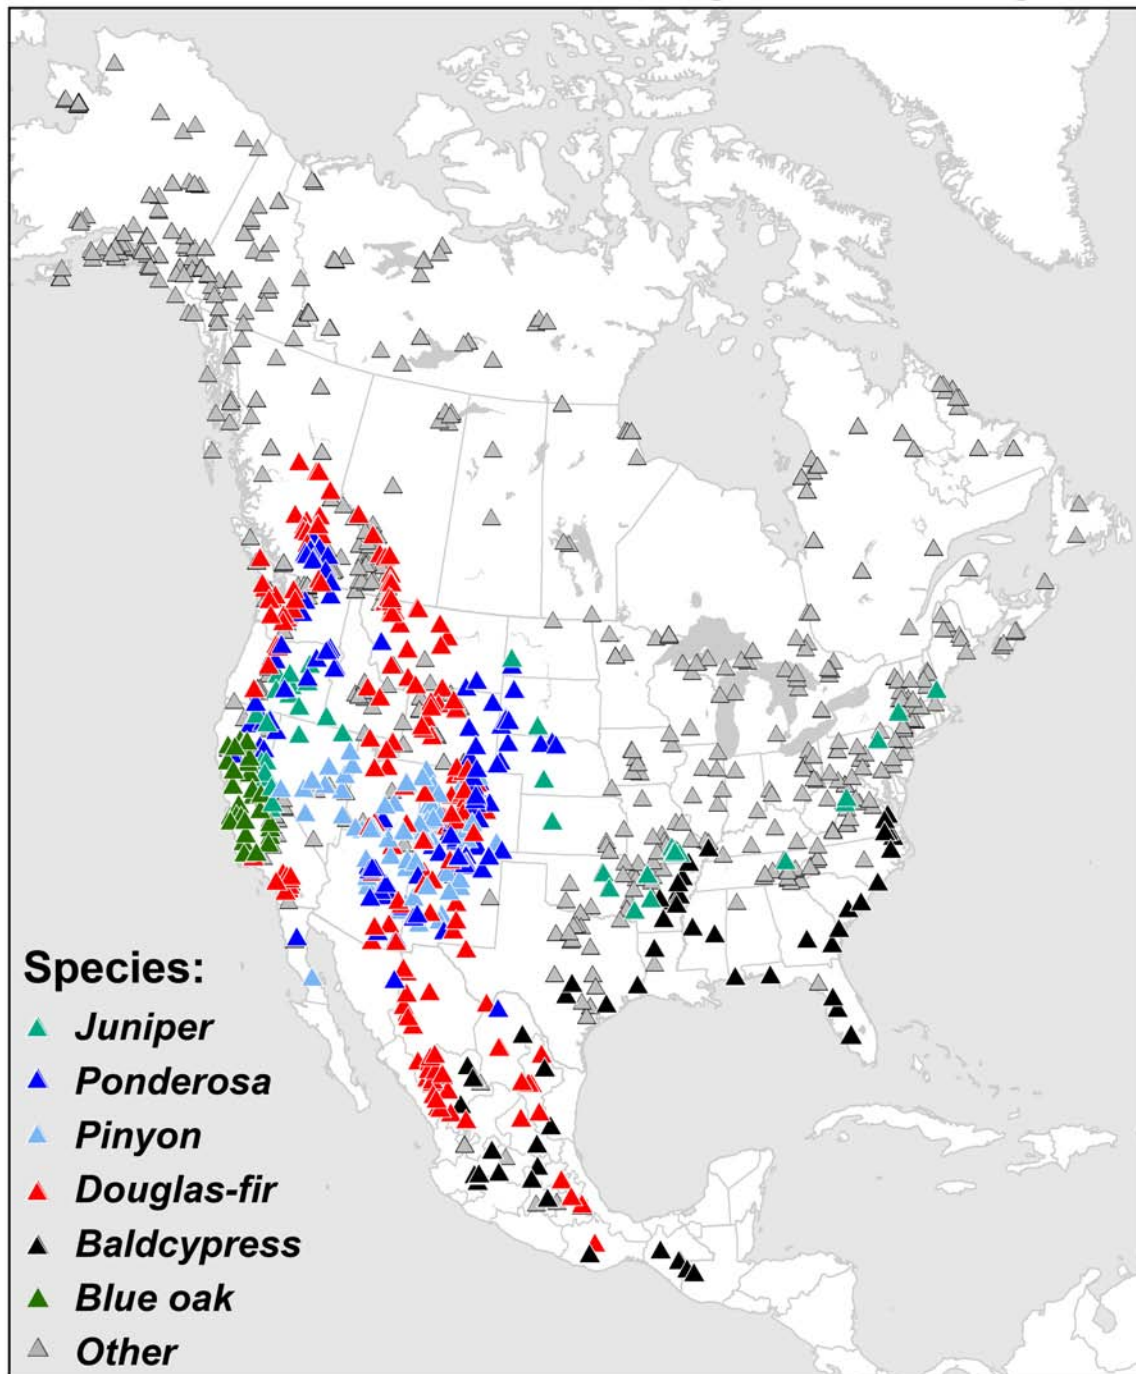 Species:
Juniper
Ponderosa
Pinyon
Douglas-fir
Baldcypress
Blue oak
Other